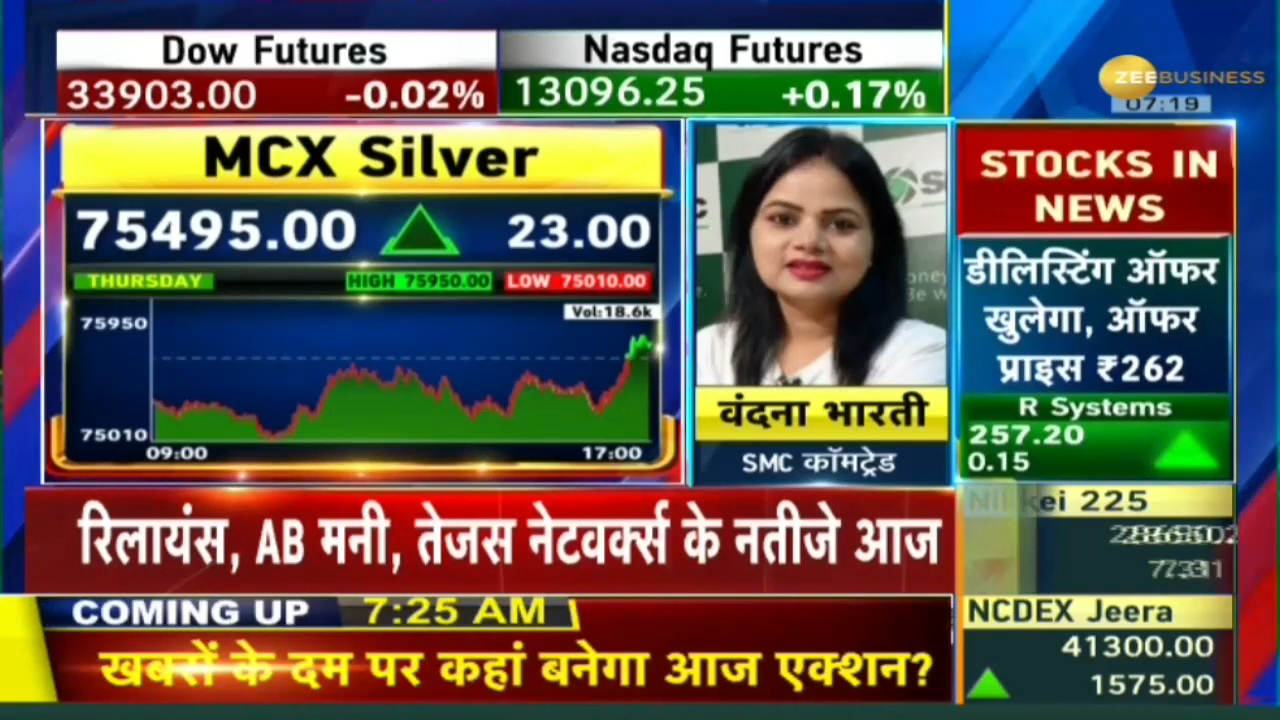 Dow Futures
33903.00 -0.02%
Nasdaq Futures
13096.25 +0.17%
ZEEBUSINESS
07:19
MCX Silver
75495.00 23.00
THURSDAY HIGH 75950.00 LOW 75010.00
Vol:18.6k
75950
75010
09:00 17:00
वंदना भारती
SMC कॉमट्रेड
STOCKS IN
NEWS
डीलिस्टिंग ऑफर
खुलेगा, ऑफर
प्राइस ₹262
R Systems
257.20
0.15
रिलायंस, AB मनी, तेजस नेटवर्क्स के नतीजे आज
kei 225
COMING UP 7:25 AM
खबरों के दम पर कहां बनेगा आज एक्शन?
NCDEX Jeera
41300.00
1575.00